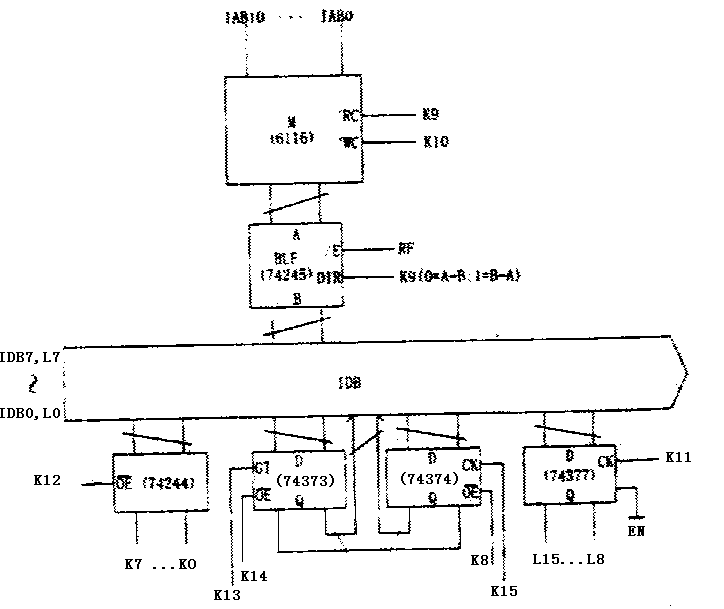 IAB10 ... IAB0
M
(6116)
RC
K9
WC
K10
A
BUF
(74245)
E
RF
DIR
K9(0=A-B;1=B-A)
B
IDB7,L7
IDB
IDB0,L0
K12
OE
(74244)
GT
D
(74373)
OE
Q
D
(74374)
CK
OE
Q
D
(74377)
CK
Q
K11
EN
K7 ...K0
K14
K13
K8
K15
L15...L8